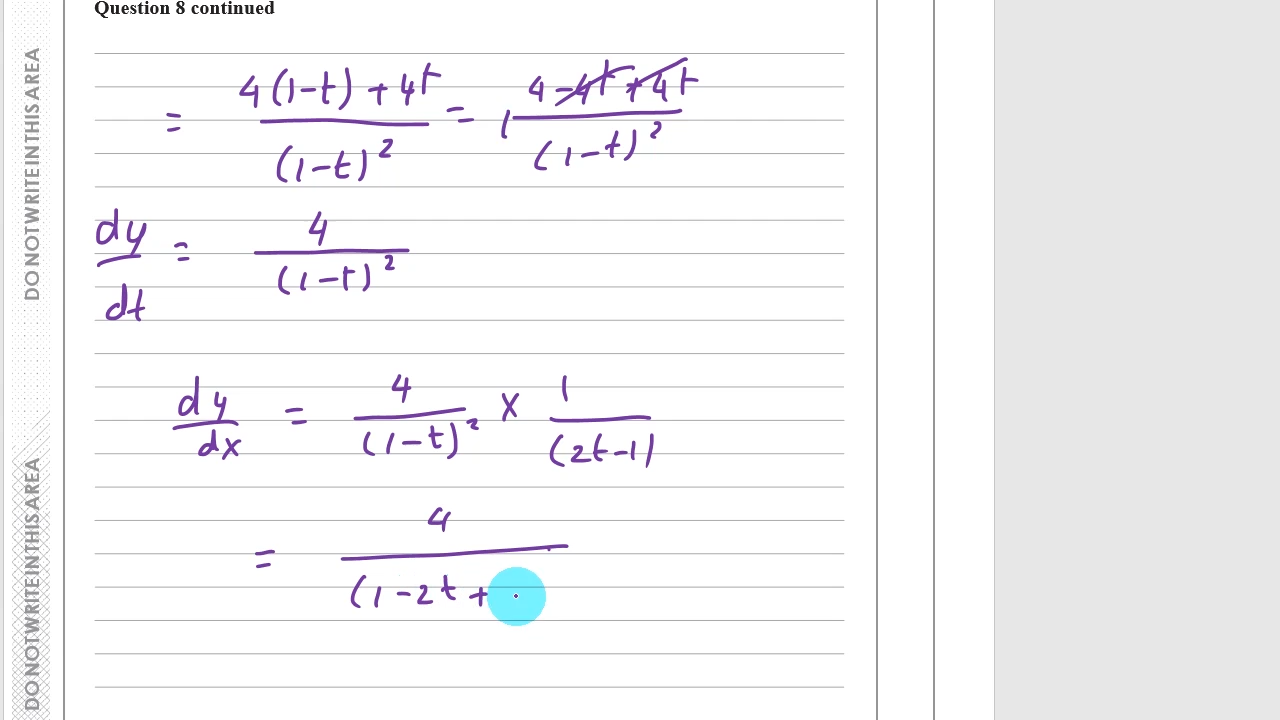 Question 8 continued
= 4(1-t) + 4t / (1-t)² = 4 - 4t + 4t / (1-t)²
dy/dt = 4 / (1-t)²
dy/dx = 4 / (1-t)² × 1 / (2t-1)
= 4 / (1-2t+
DO NOT WRITE IN THIS AREA
DO NOT WRITE IN THIS AREA